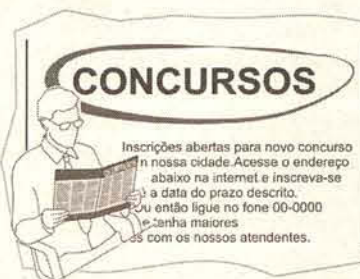 CONCURSOS
Inscrições abertas para novo concurso
n nossa cidade.Acesse o endereço
abaixo na internet e inscreva-se
a data do prazo descrito.
ou então ligue no fone 00-0000
e tenha maiores
com os nossos atendentes.